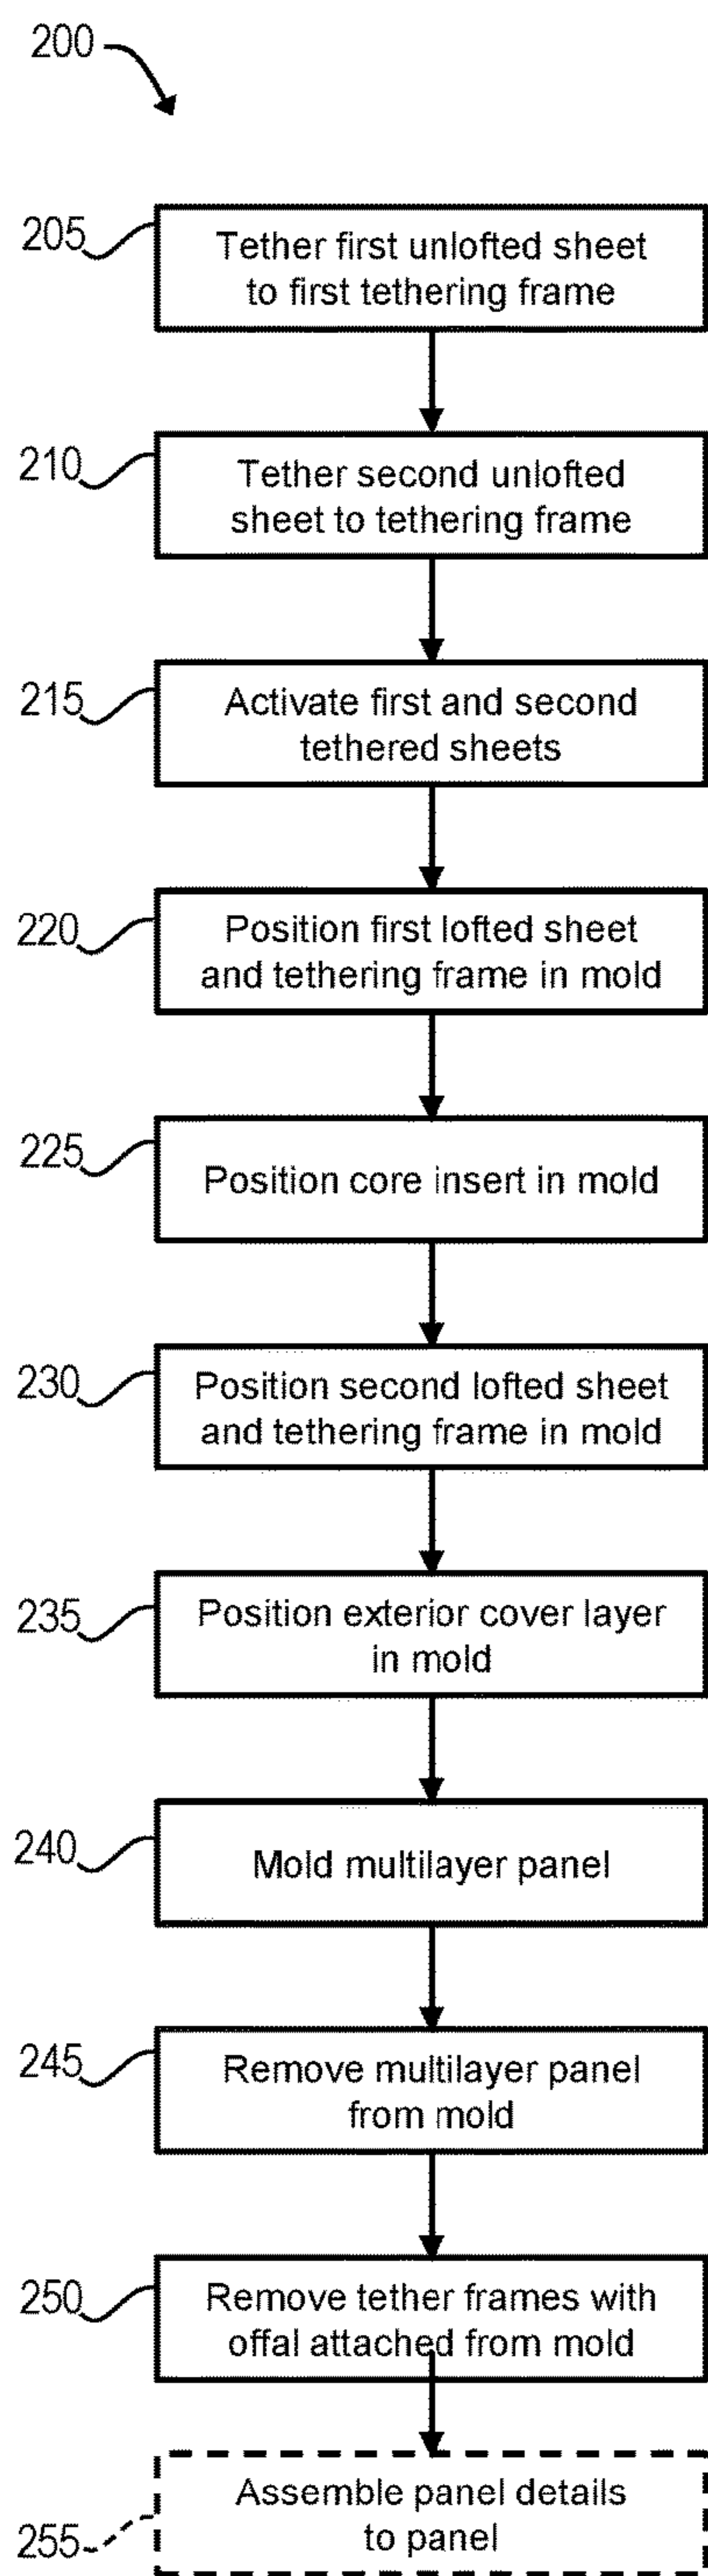 200
205
Tether first unlofted sheet
to first tethering frame
210
Tether second unlofted
sheet to tethering frame
215
Activate first and second
tethered sheets
220
Position first lofted sheet
and tethering frame in mold
225
Position core insert in mold
230
Position second lofted sheet
and tethering frame in mold
235
Position exterior cover layer
in mold
240
Mold multilayer panel
245
Remove multilayer panel
from mold
250
Remove tether frames with
offal attached from mold
255
Assemble panel details
to panel